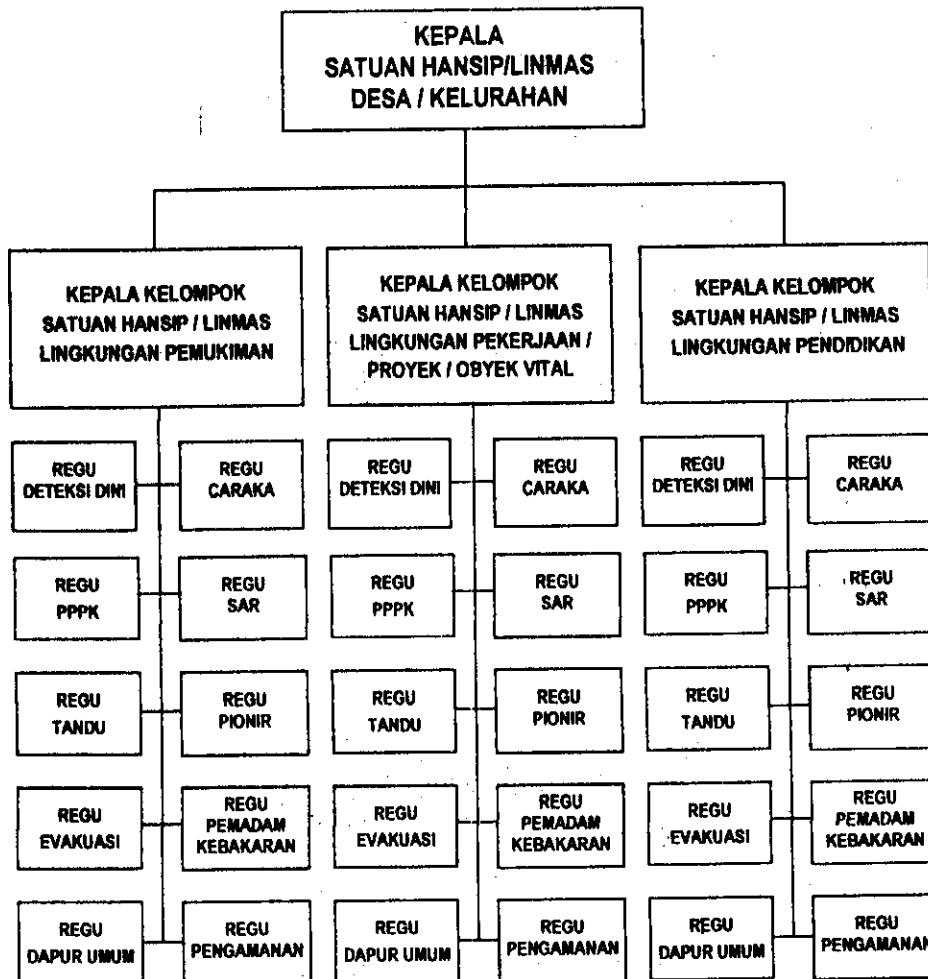 KEPALA
SATUAN HANSIP/LINMAS
DESA / KELURAHAN
KEPALA KELOMPOK
SATUAN HANSIP / LINMAS
LINGKUNGAN PEMUKIMAN
KEPALA KELOMPOK
SATUAN HANSIP / LINMAS
LINGKUNGAN PEKERJAAN /
PROYEK / OBYEK VITAL
KEPALA KELOMPOK
SATUAN HANSIP / LINMAS
LINGKUNGAN PENDIDIKAN
REGU
DETEKSI DINI
REGU
CARAKA
REGU
DETEKSI DINI
REGU
CARAKA
REGU
DETEKSI DINI
REGU
CARAKA
REGU
PPPK
REGU
SAR
REGU
PPPK
REGU
SAR
REGU
PPPK
REGU
SAR
REGU
TANDU
REGU
PIONIR
REGU
TANDU
REGU
PIONIR
REGU
TANDU
REGU
PIONIR
REGU
EVAKUASI
REGU
PEMADAM
KEBAKARAN
REGU
EVAKUASI
REGU
PEMADAM
KEBAKARAN
REGU
EVAKUASI
REGU
PEMADAM
KEBAKARAN
REGU
DAPUR UMUM
REGU
PENGAMANAN
REGU
DAPUR UMUM
REGU
PENGAMANAN
REGU
DAPUR UMUM
REGU
PENGAMANAN